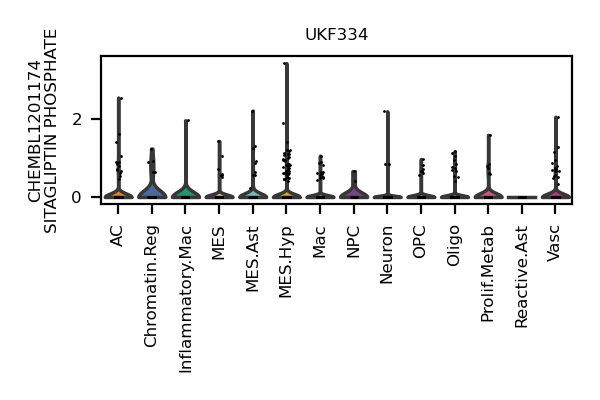 UKF334
CHEMBL1201174
SITAGLIPTIN PHOSPHATE
2
0
AC
Chromatin.Reg
Inflammatory.Mac
MES
MES.Ast
MES.Hyp
Mac
NPC
Neuron
OPC
Oligo
Prolif.Metab
Reactive.Ast
Vasc